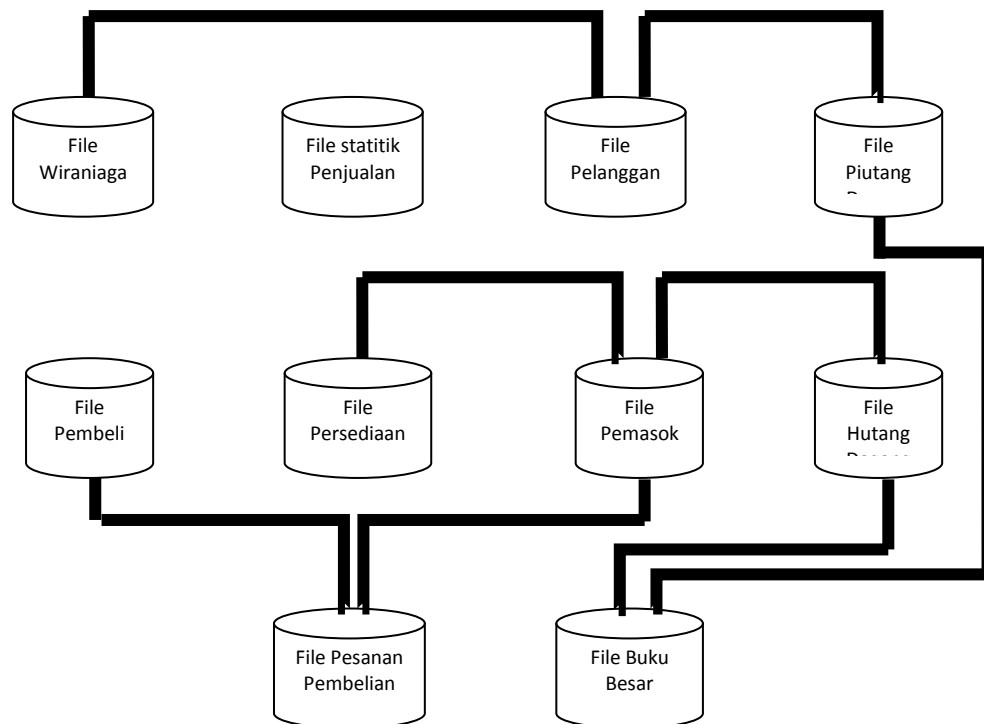 File
Wiraniaga
File statitik
Penjualan
File
Pelanggan
File
Piutang
File
Pembeli
File
Persediaan
File
Pemasok
File
Hutang
File Pesanan
Pembelian
File Buku
Besar